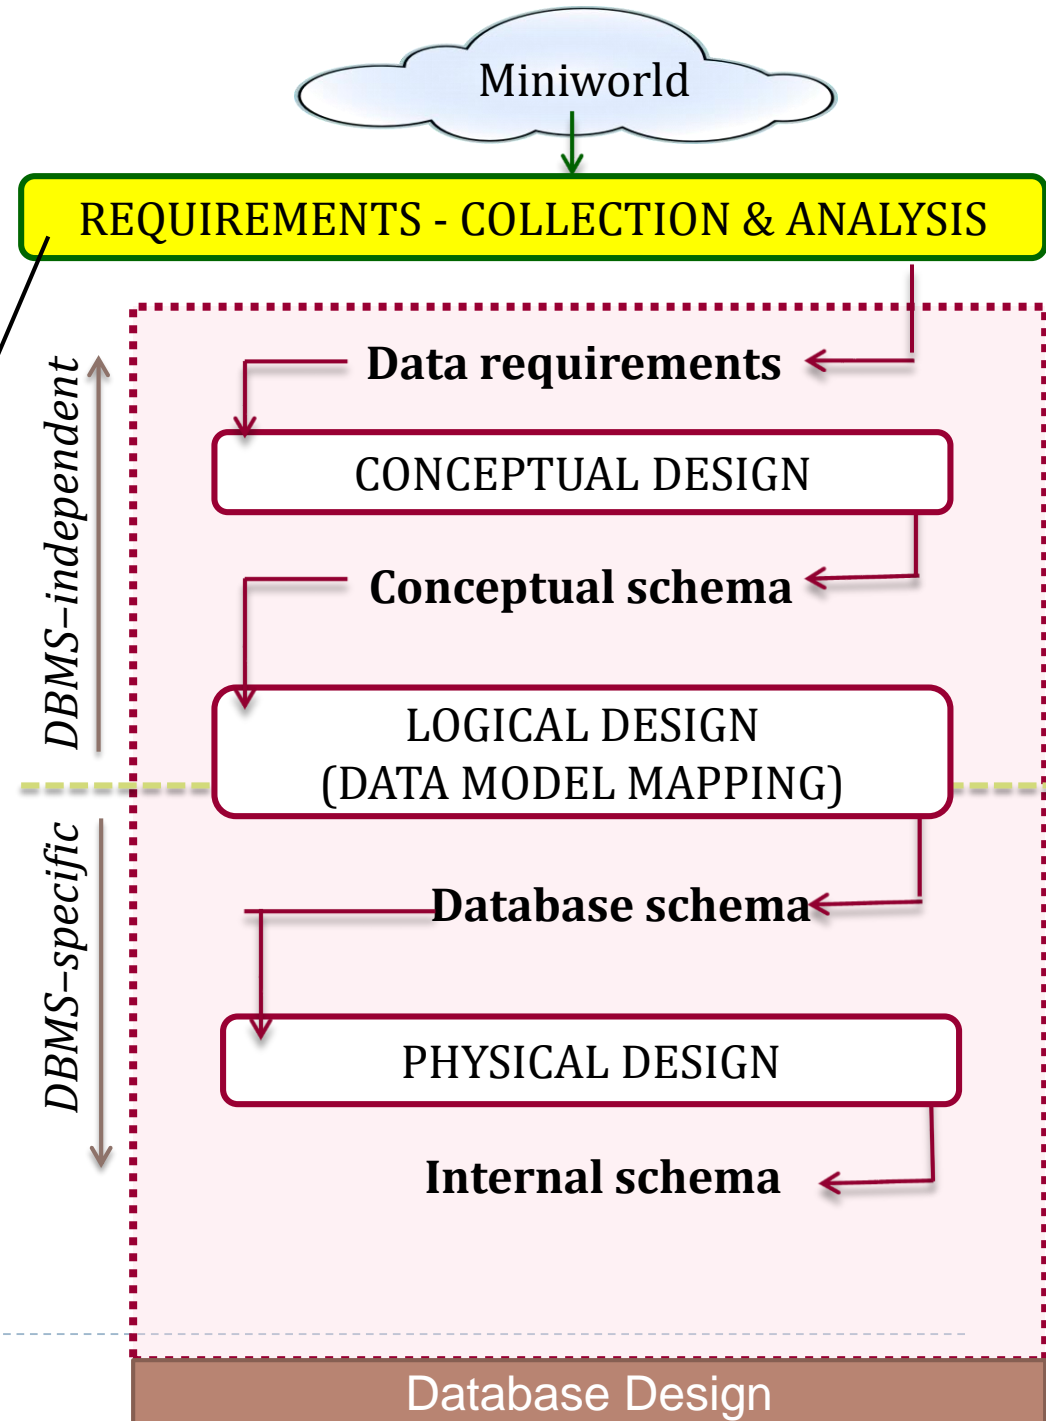 Miniworld
REQUIREMENTS - COLLECTION & ANALYSIS
DBMS–independent
Data requirements
CONCEPTUAL DESIGN
Conceptual schema
LOGICAL DESIGN
(DATA MODEL MAPPING)
DBMS–specific
Database schema
PHYSICAL DESIGN
Internal schema
Database Design